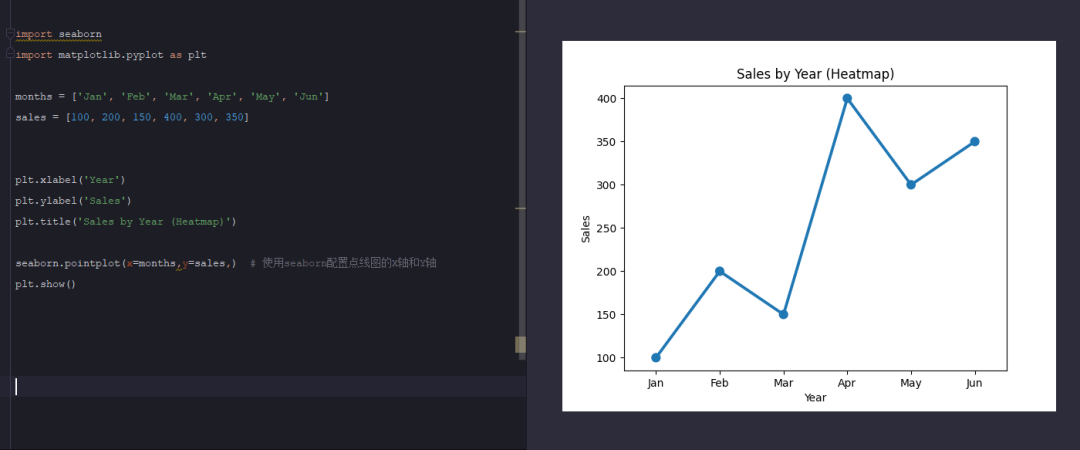 import seaborn
import matplotlib.pyplot as plt
months = ['Jan', 'Feb', 'Mar', 'Apr', 'May', 'Jun']
sales = [100, 200, 150, 400, 300, 350]
plt.xlabel('Year')
plt.ylabel('Sales')
plt.title('Sales by Year (Heatmap)')
seaborn.pointplot(x=months,y=sales,)  # 使用seaborn配置点线图的X轴和Y轴
plt.show()
Sales by Year (Heatmap)
400
350
300
250
200
150
100
Sales
Jan Feb Mar Apr May Jun
Year